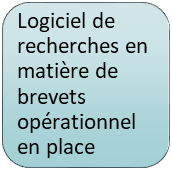 Logiciel de
recherches en
matière de
brevets
opérationnel
en place